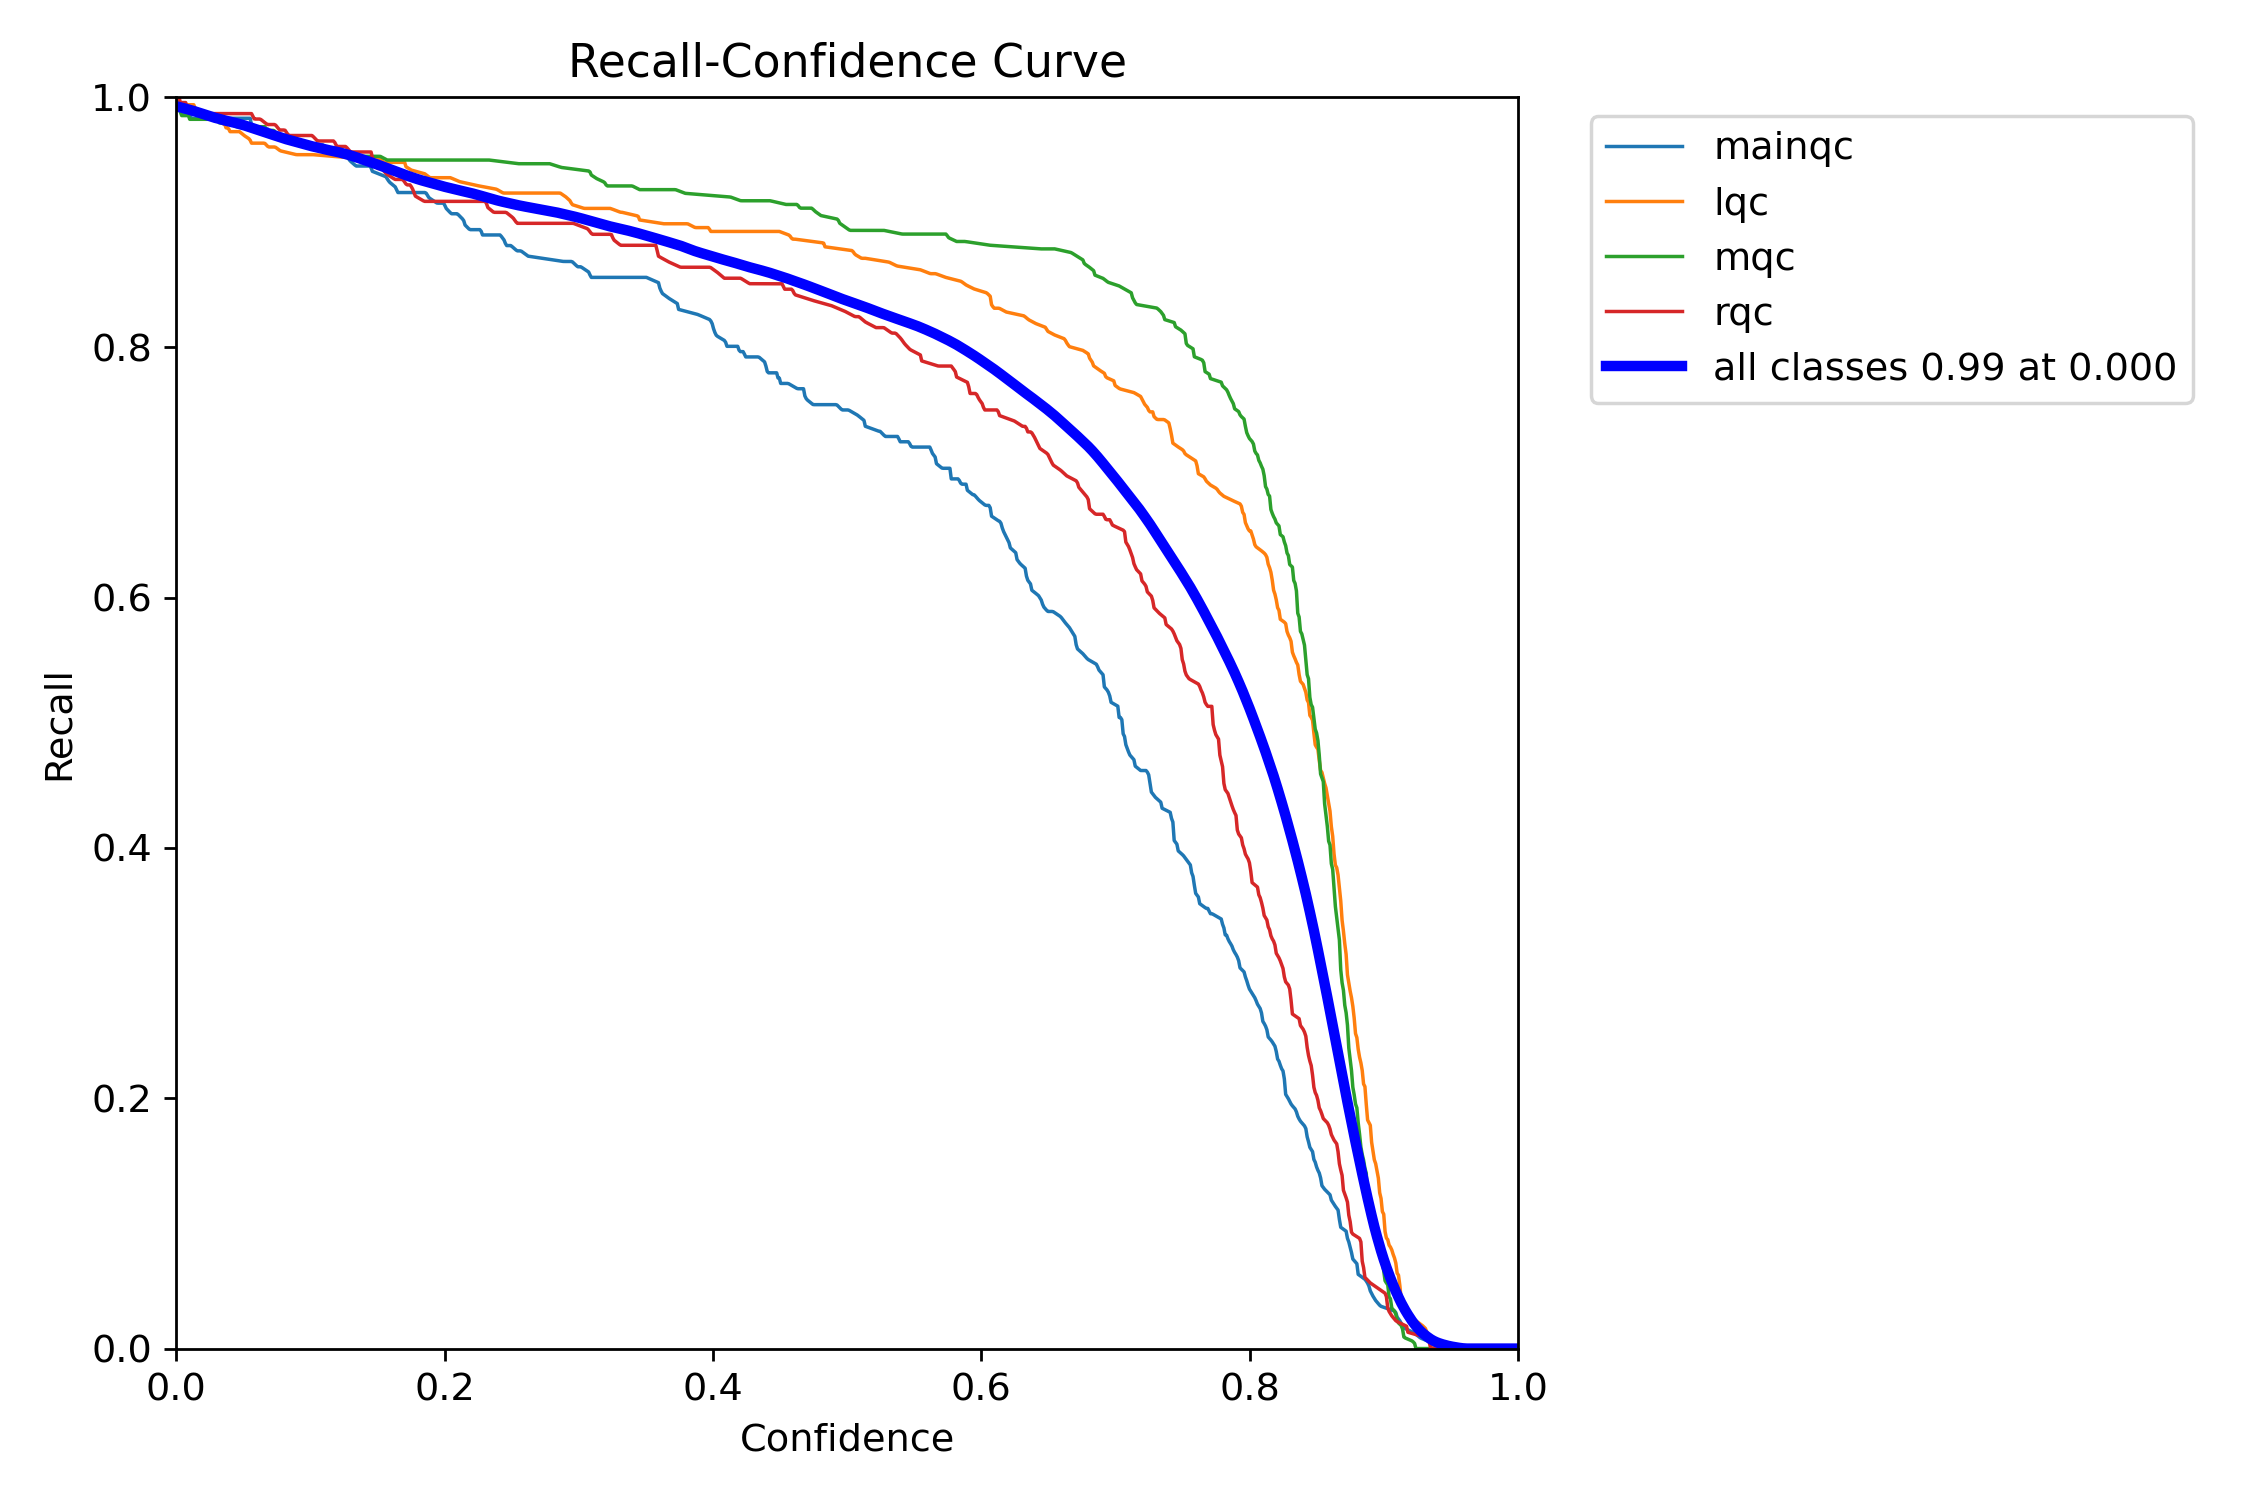 Recall-Confidence Curve
1.0
0.8
0.6
0.4
0.2
0.0
Recall
0.0 0.2 0.4 0.6 0.8 1.0
Confidence
mainqc
lqc
mqc
rqc
all classes 0.99 at 0.000